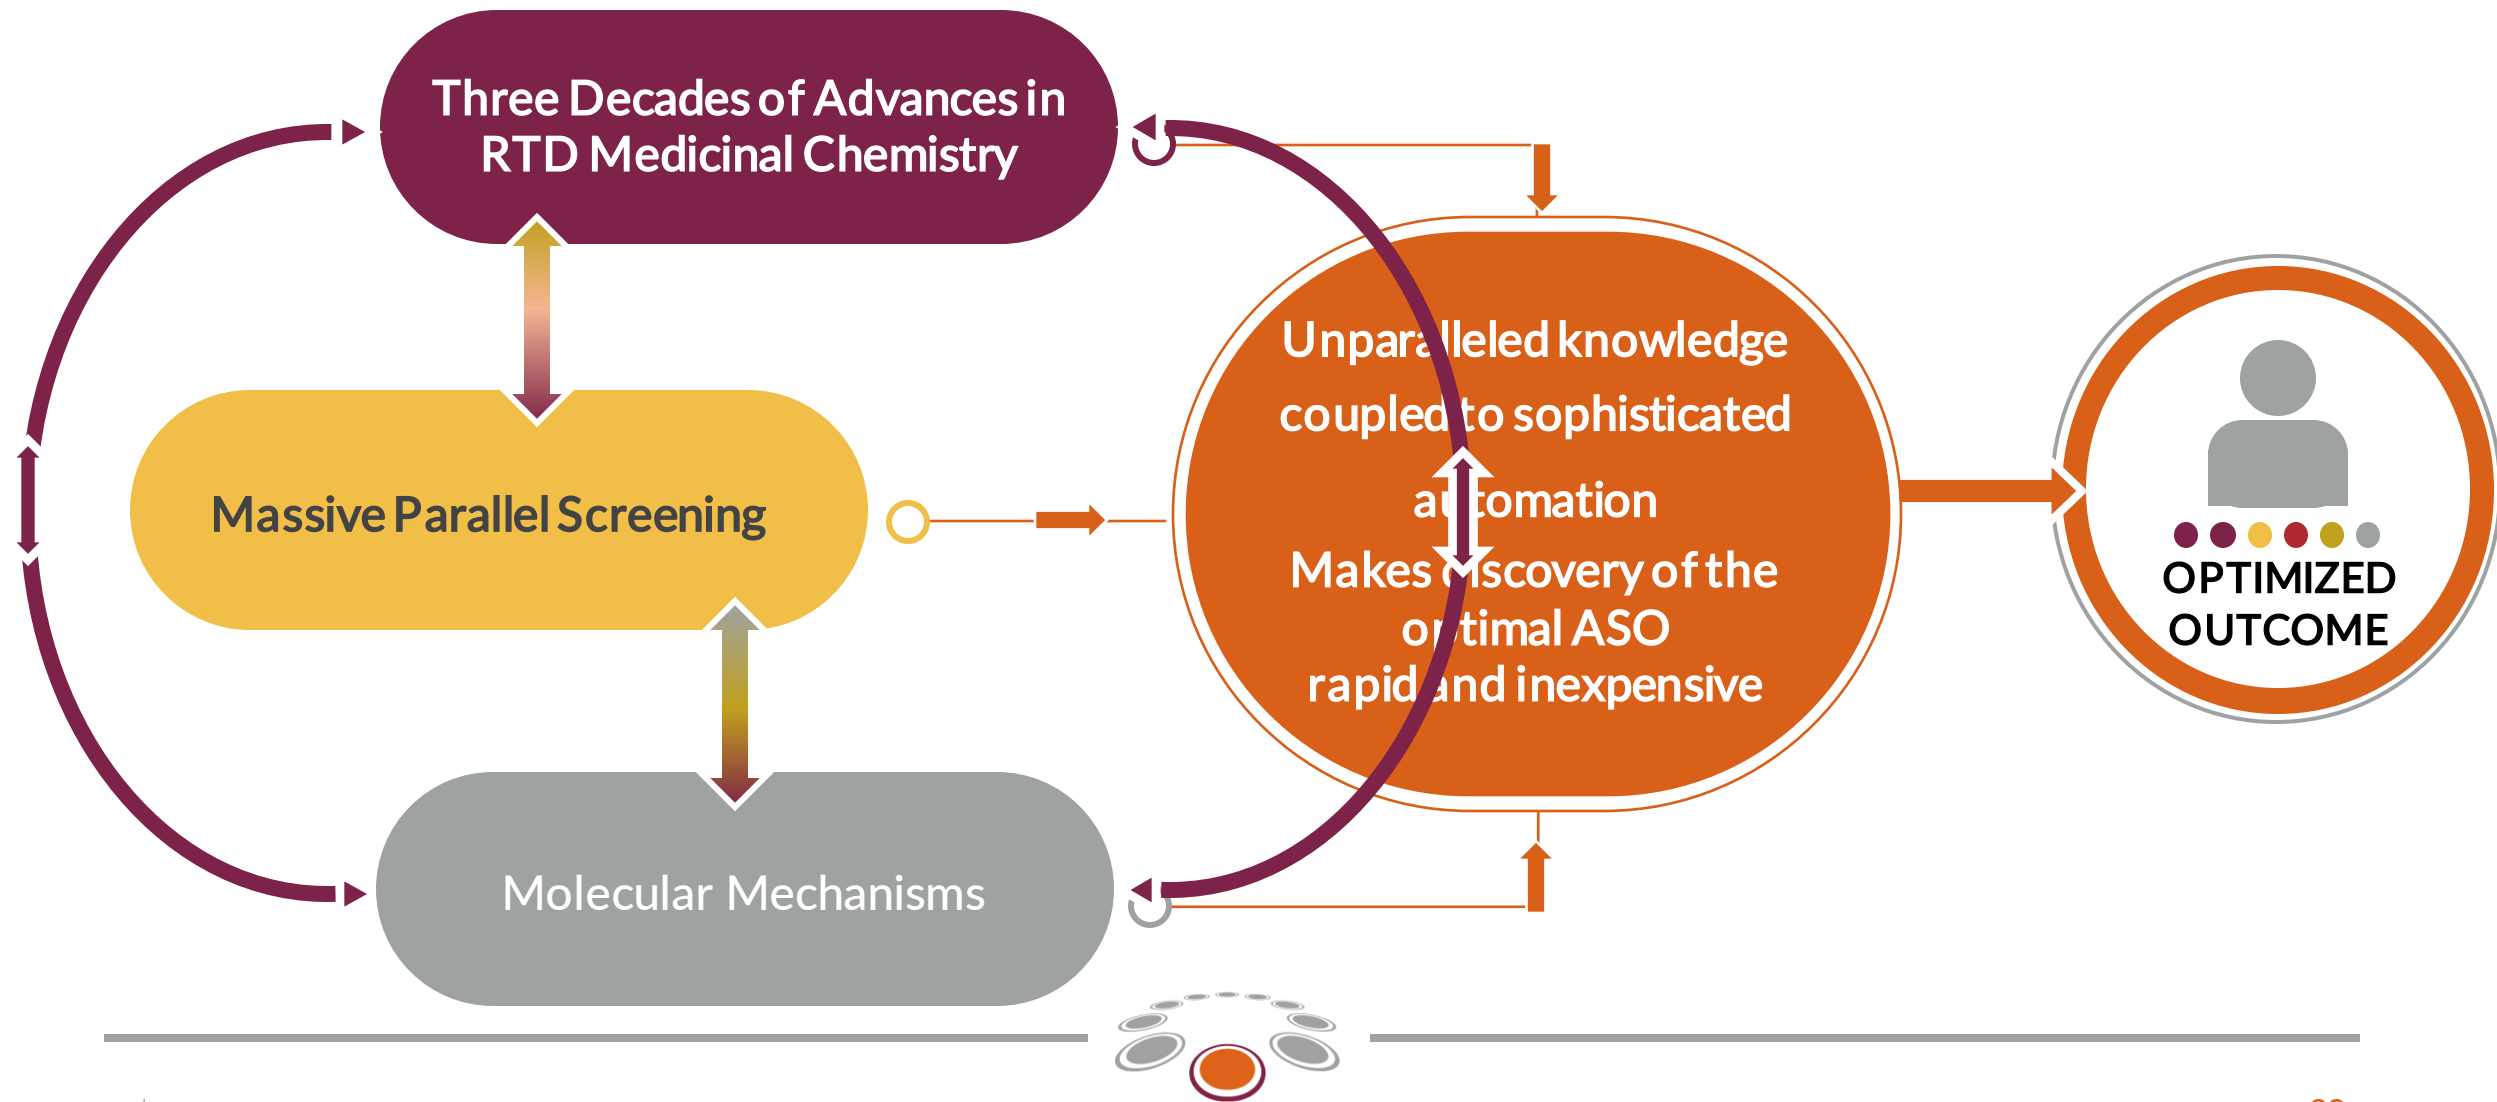 Three Decades of Advances in
RTD Medicinal Chemistry
Massive Parallel Screening
Molecular Mechanisms
Unparalleled knowledge
coupled to sophisticated
automation
Makes discovery of the
optimal ASO
rapid and inexpensive
OPTIMIZED
OUTCOME